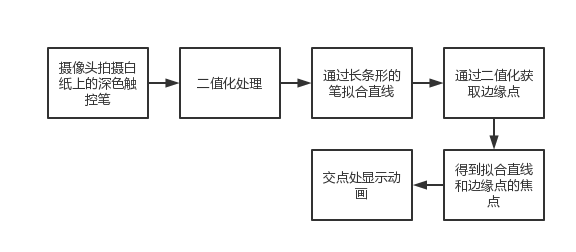 摄像头拍摄白
纸上的深色触
控笔
二值化处理
通过长条形的
笔拟合直线
通过二值化获
取边缘点
得到拟合直线
和边缘点的焦
点
交点处显示动
画